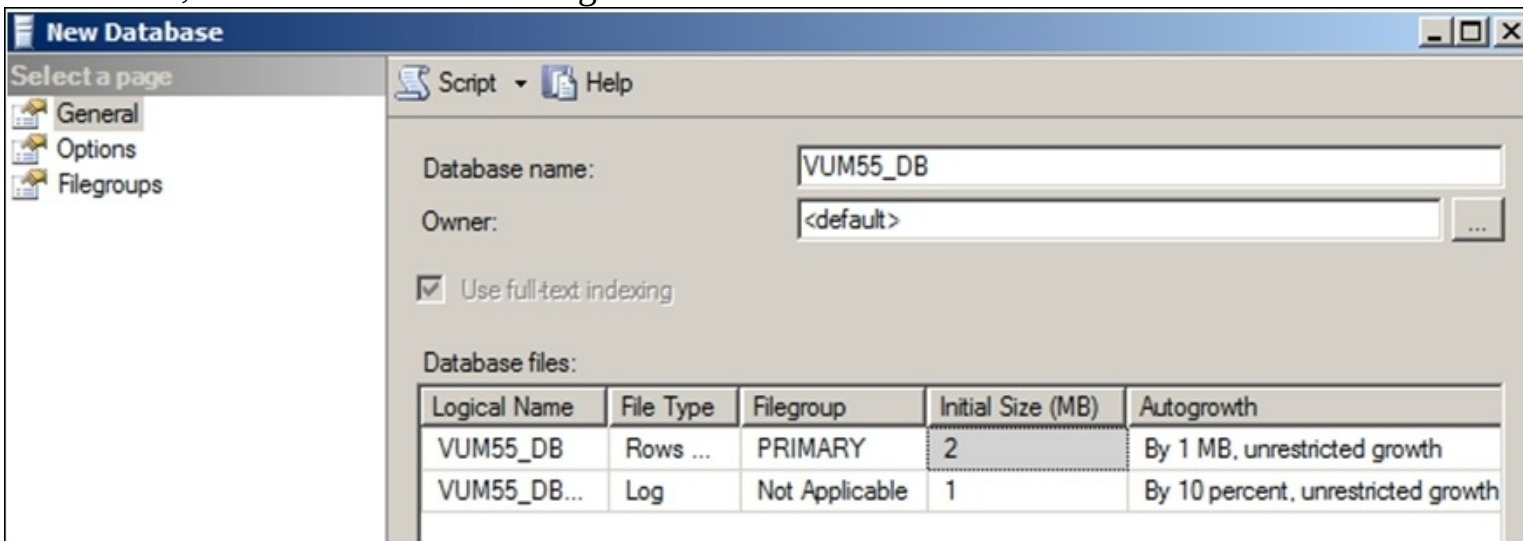 New Database
Select a page
General
Options
Filegroups
Script Help
Database name: VUM55_DB
Owner: <default> ...
Use full-text indexing
Database files:
Logical Name File Type Filegroup Initial Size (MB) Autogrowth
VUM55_DB Rows ... PRIMARY 2 By 1 MB, unrestricted growth
VUM55_DB... Log Not Applicable 1 By 10 percent, unrestricted growth